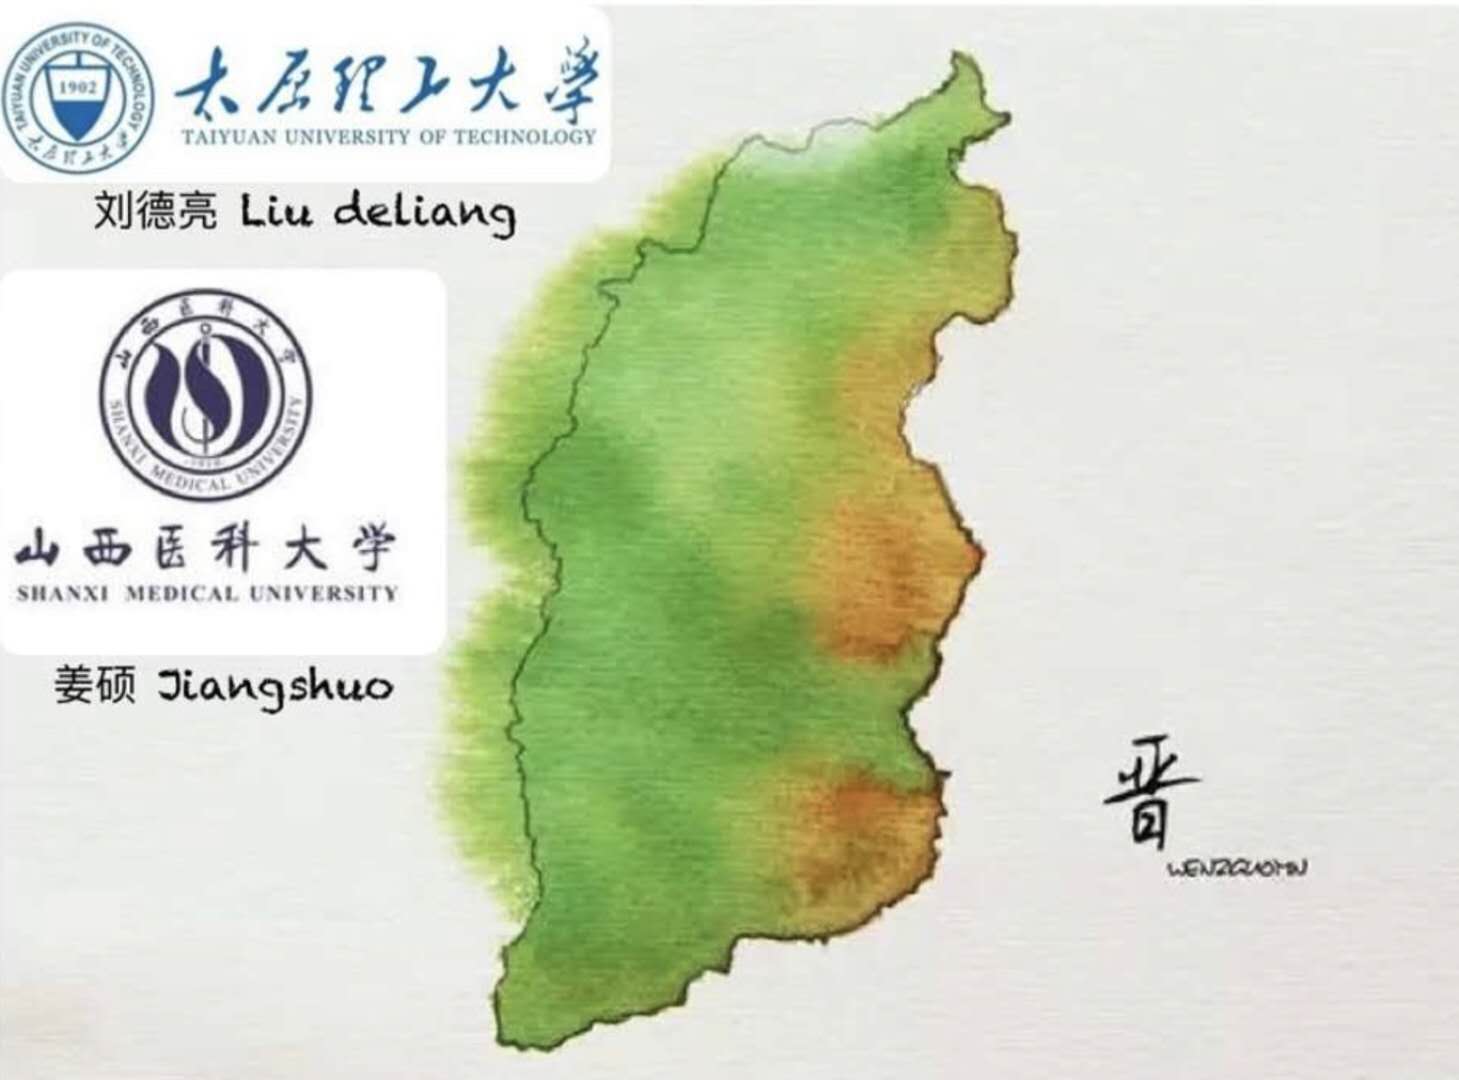 TAIYUAN UNIVERSITY OF TECHNOLOGY
1902
太原理工大学
太原理工大學
TAIYUAN UNIVERSITY OF TECHNOLOGY
刘德亮 Liu deliang
山西医科大学
SHANXI MEDICAL UNIVERSITY
山西医科大学
SHANXI MEDICAL UNIVERSITY
姜硕 Jiangshuo
晋